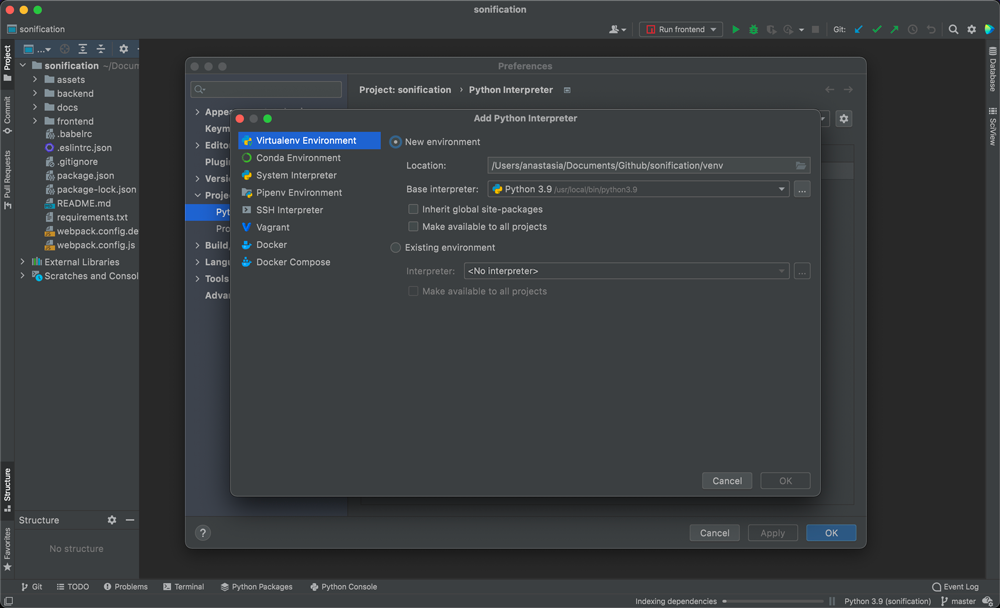 sonification
sonification
Run frontend
Git:
Project
Commit
Pull Requests
Structure
Favorites
...
sonification ~/Docum
assets
backend
docs
frontend
.babelrc
.eslintrc.json
.gitignore
package.json
package-lock.json
README.md
requirements.txt
webpack.config.de
webpack.config.js
External Libraries
Scratches and Consol
Structure
No structure
Database
SciView
Preferences
Project: sonification › Python Interpreter
Appe
Keym
Editor
Plugin
Versi
Projec
Pyt
Pro
Build,
Langu
Tools
Advan
?
Cancel
Apply
OK
Add Python Interpreter
Virtualenv Environment
Conda Environment
System Interpreter
Pipenv Environment
SSH Interpreter
Vagrant
Docker
Docker Compose
New environment
Location: /Users/anastasia/Documents/Github/sonification/venv
Base interpreter: Python 3.9 /usr/local/bin/python3.9 ...
Inherit global site-packages
Make available to all projects
Existing environment
Interpreter: <No interpreter> ...
Make available to all projects
Cancel
OK
Git
TODO
Problems
Terminal
Python Packages
Python Console
Event Log
Indexing dependencies
Python 3.9 (sonification)
master